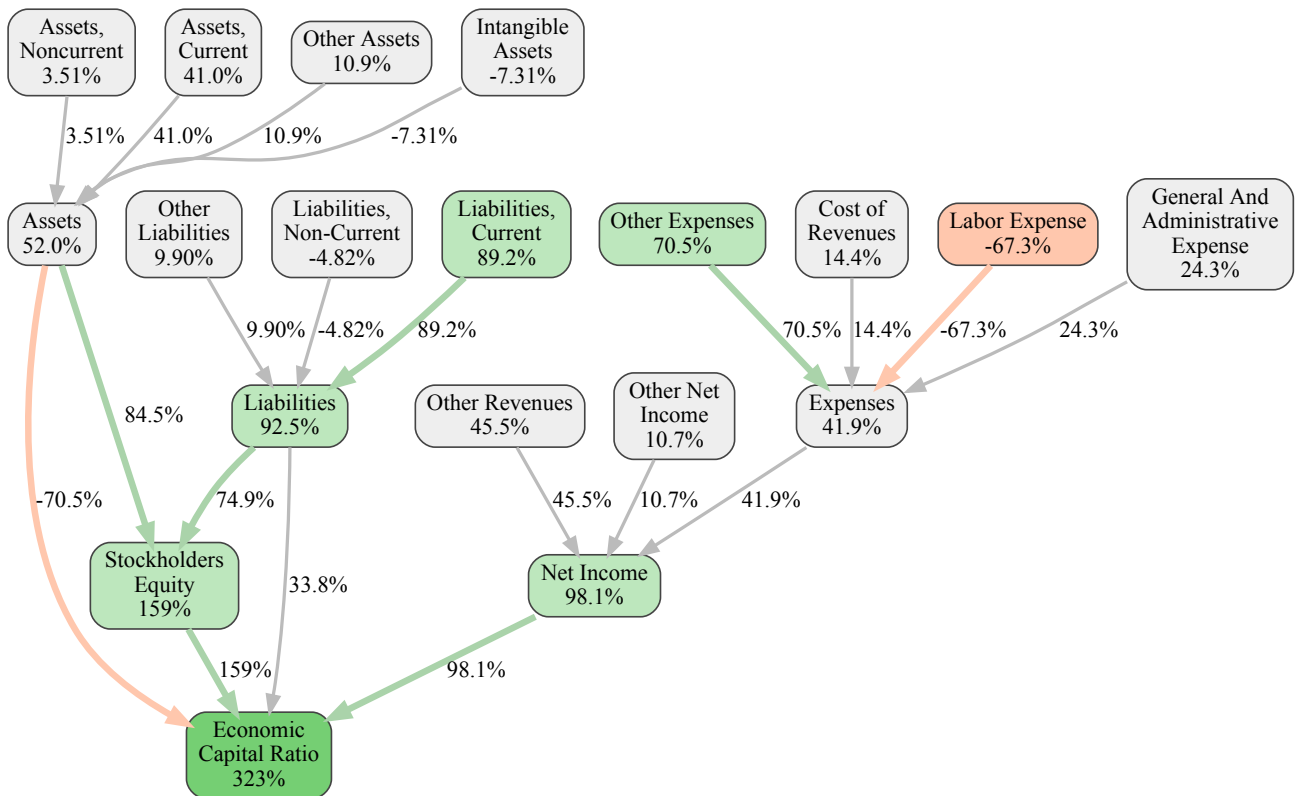 Assets,
Noncurrent
3.51%
Assets,
Current
41.0%
Other Assets
10.9%
Intangible
Assets
-7.31%
3.51%
41.0%
10.9%
-7.31%
Assets
52.0%
Other
Liabilities
9.90%
Liabilities,
Non-Current
-4.82%
Liabilities,
Current
89.2%
Other Expenses
70.5%
Cost of
Revenues
14.4%
Labor Expense
-67.3%
General And
Administrative
Expense
24.3%
9.90%
-4.82%
89.2%
70.5%
14.4%
-67.3%
24.3%
Liabilities
92.5%
Other Revenues
45.5%
Other Net
Income
10.7%
Expenses
41.9%
84.5%
-70.5%
74.9%
45.5%
10.7%
41.9%
Stockholders
Equity
159%
33.8%
Net Income
98.1%
159%
98.1%
Economic
Capital Ratio
323%